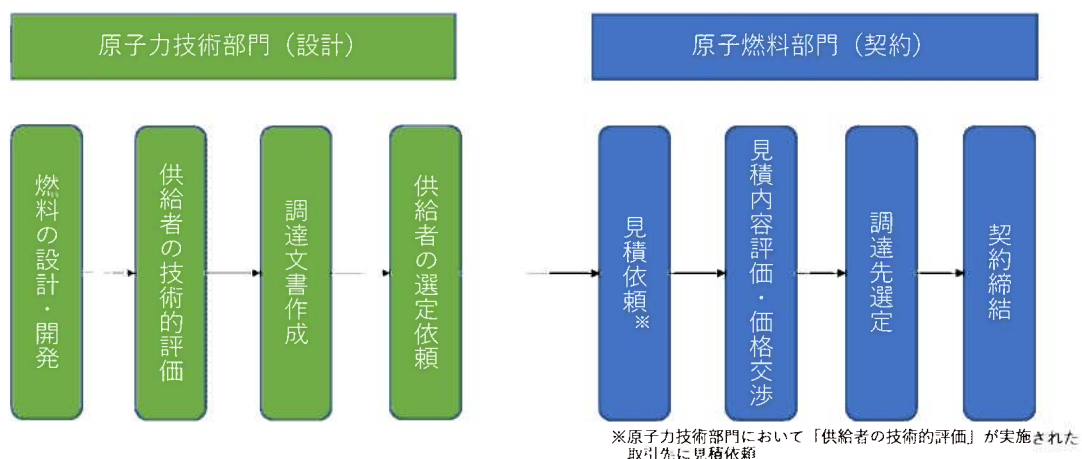 原子力技術部門（設計）
原子燃料部門（契約）
燃料の設計・開発
供給者の技術的評価
調達文書作成
供給者の選定依頼
見積依頼※
見積内容評価・価格交渉
調達先選定
契約締結
※原子力技術部門において「供給者の技術的評価」が実施された
取引先に見積依頼